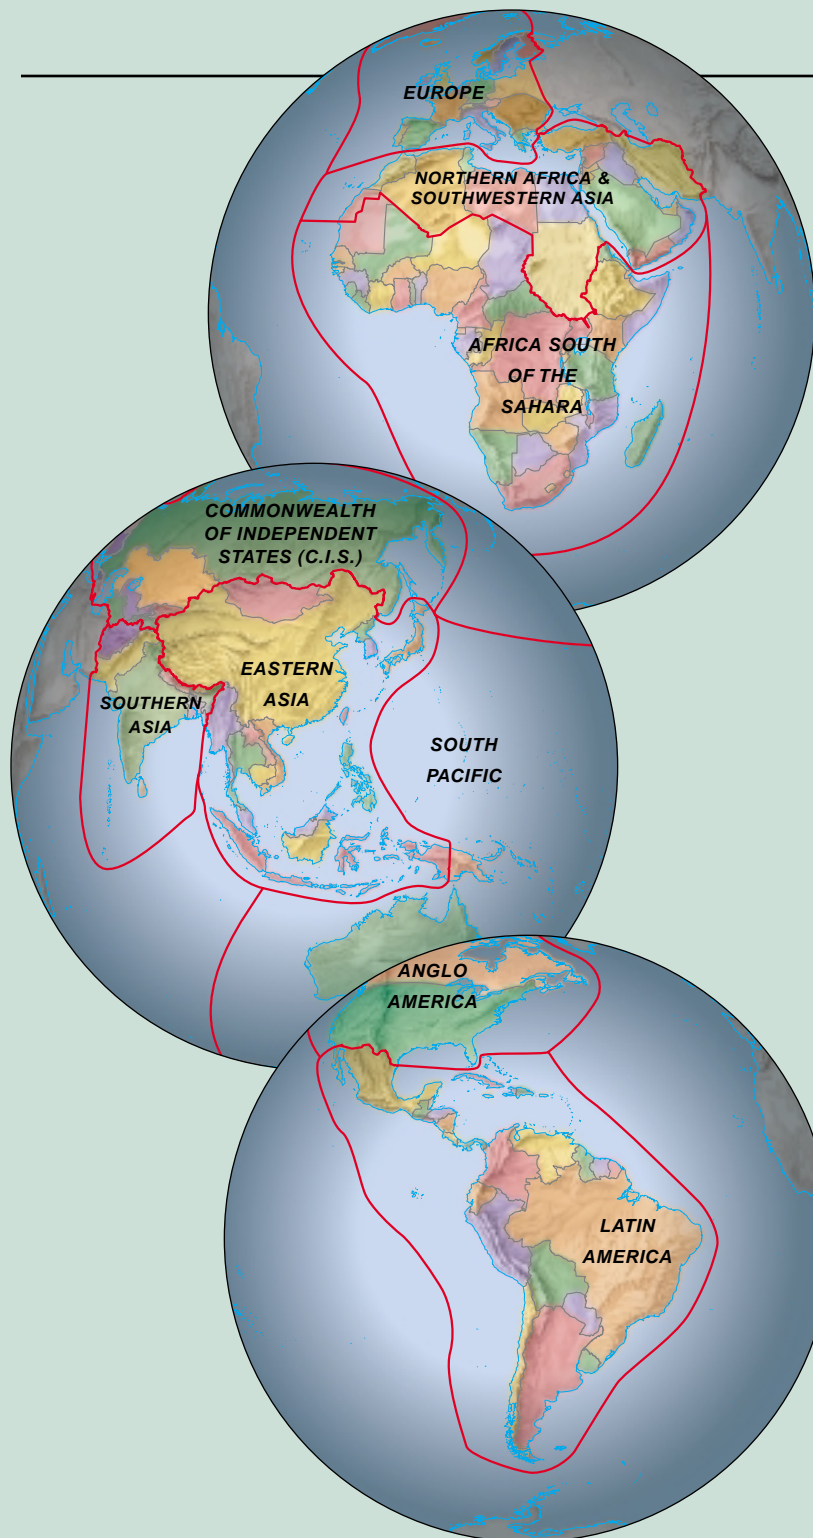 EUROPE
NORTHERN AFRICA &
SOUTHWESTERN ASIA
AFRICA SOUTH
OF THE
SAHARA
COMMONWEALTH
OF INDEPENDENT
STATES (C.I.S.)
EASTERN
ASIA
SOUTHERN
ASIA
SOUTH
PACIFIC
ANGLO
AMERICA
LATIN
AMERICA